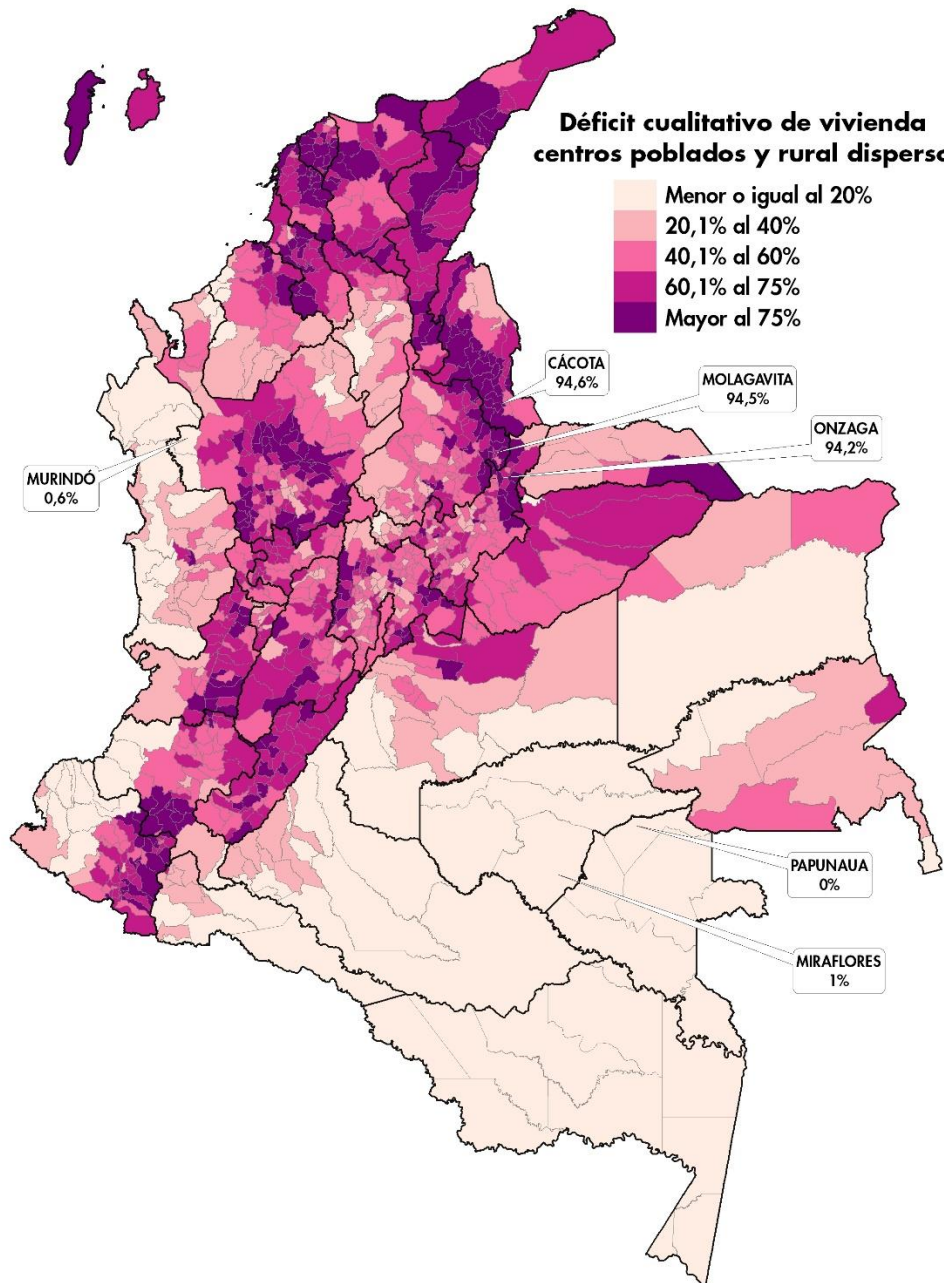 Déficit cualitativo de vivienda
centros poblados y rural disperso
Menor o igual al 20%
20,1% al 40%
40,1% al 60%
60,1% al 75%
Mayor al 75%
CÁCOTA
94,6%
MOLAGAVITA
94,5%
ONZAGA
94,2%
MURINDÓ
0,6%
PAPUNAUA
0%
MIRAFLORES
1%